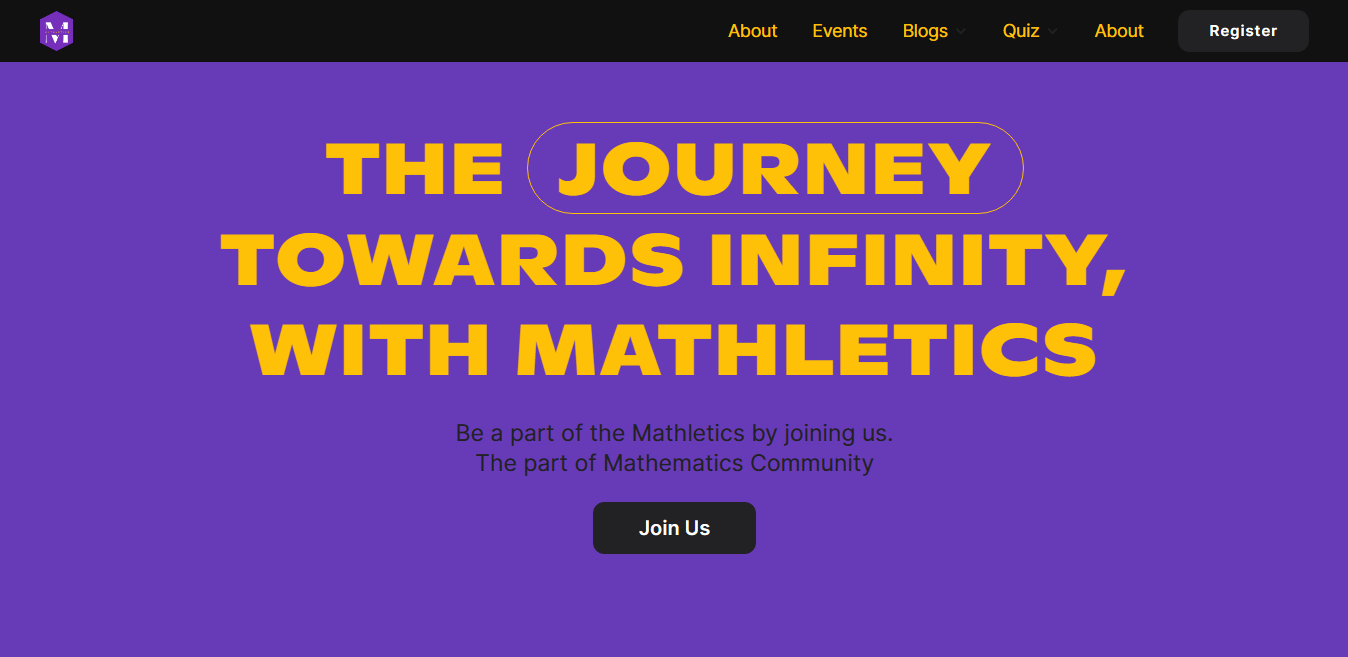 M
About Events Blogs Quiz About Register
THE JOURNEY
TOWARDS INFINITY,
WITH MATHLETICS
Be a part of the Mathletics by joining us.
The part of Mathematics Community
Join Us